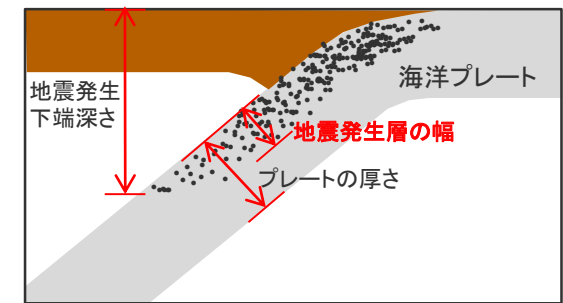 海洋プレート
地震発生
下端深さ
地震発生層の幅
プレートの厚さ